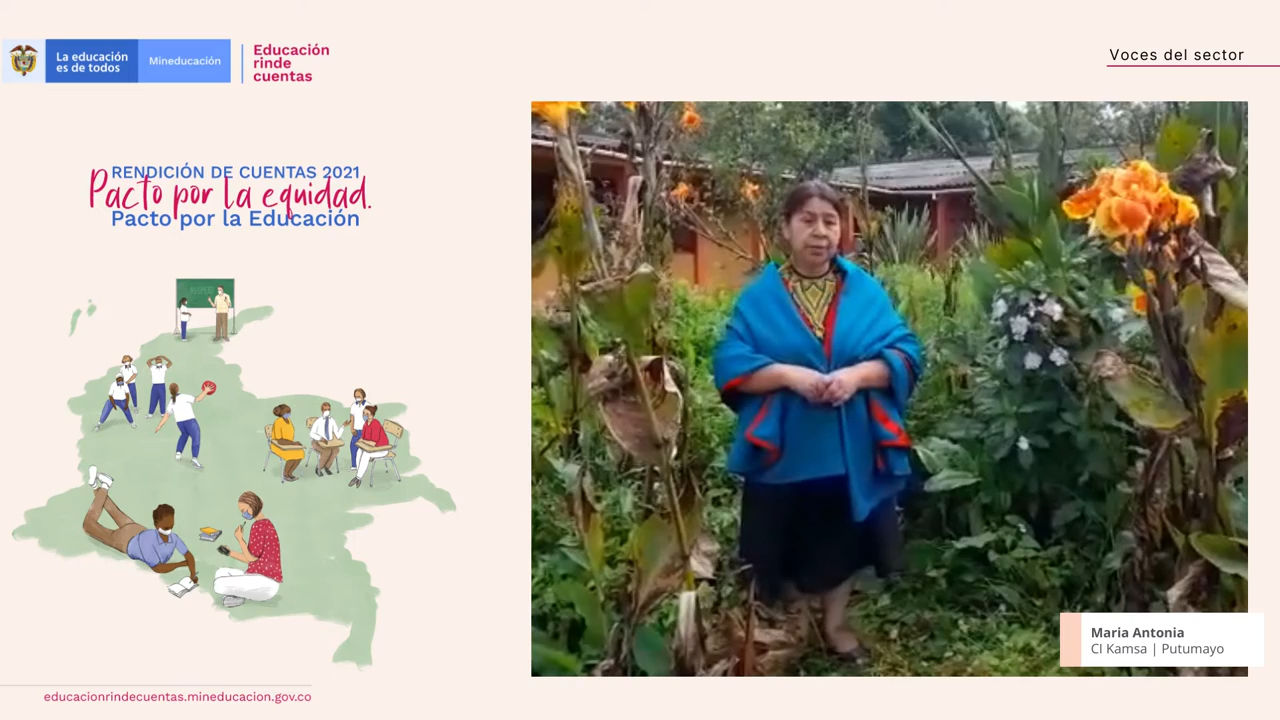 La educación
es de todos
Mineducación
Educación
rinde
cuentas
Voces del sector
RENDICIÓN DE CUENTAS 2021
Pacto por la equidad.
Pacto por la Educación
Maria Antonia
CI Kamsa | Putumayo
educacionrindecuentas.mineducacion.gov.co